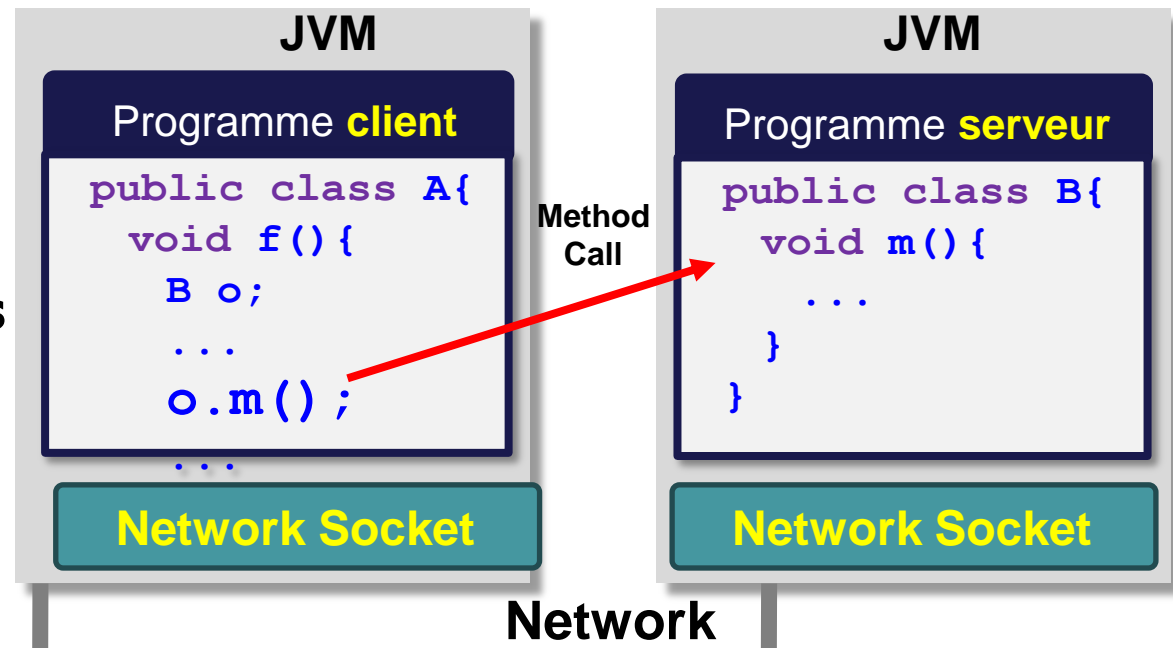 JVM
Programme client
public class A{
void f(){
B o;
...
o.m();
...
Network Socket
Method
Call
JVM
Programme serveur
public class B{
void m(){
...
}
}
Network Socket
Network
s